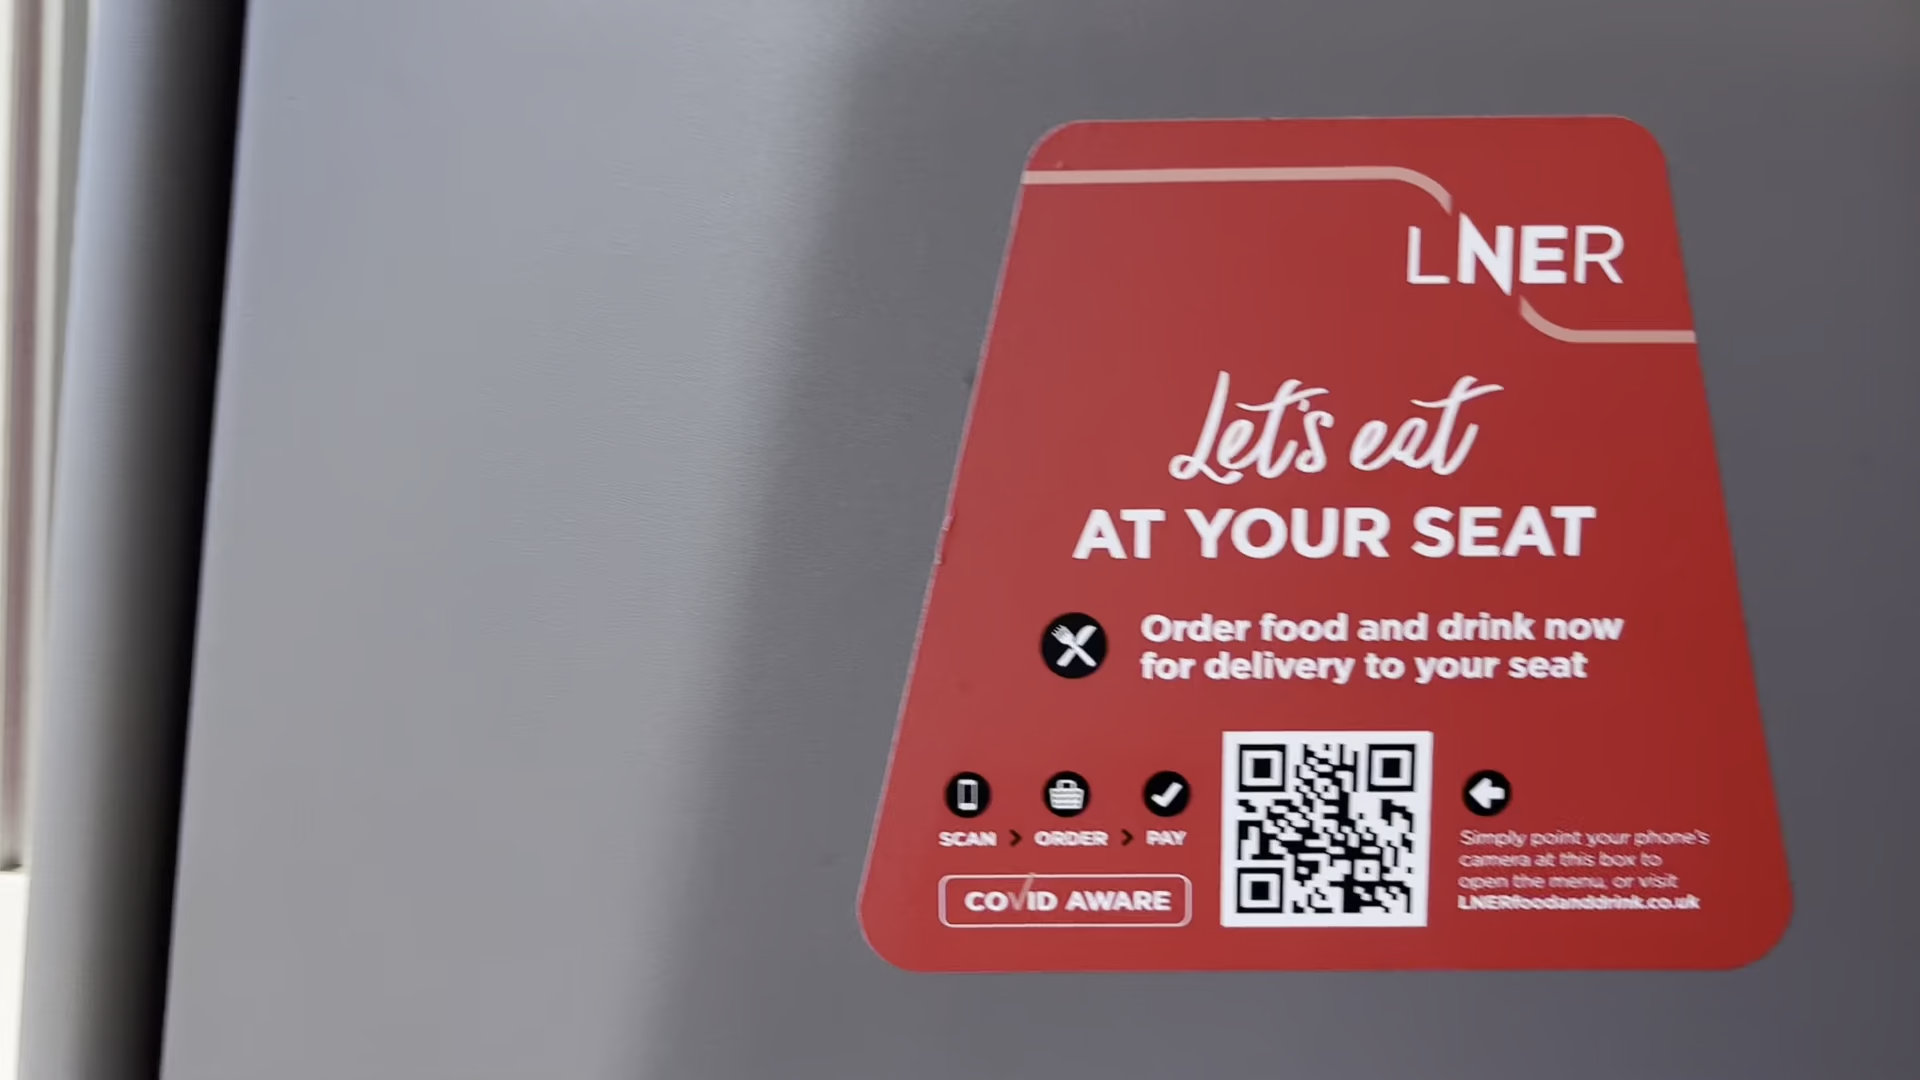 LNER
Let's eat
AT YOUR SEAT
Order food and drink now
for delivery to your seat
SCAN > ORDER > PAY
COVID AWARE
Simply point your phone's
camera at this box to
open the menu, or visit
LNERfoodanddrink.co.uk